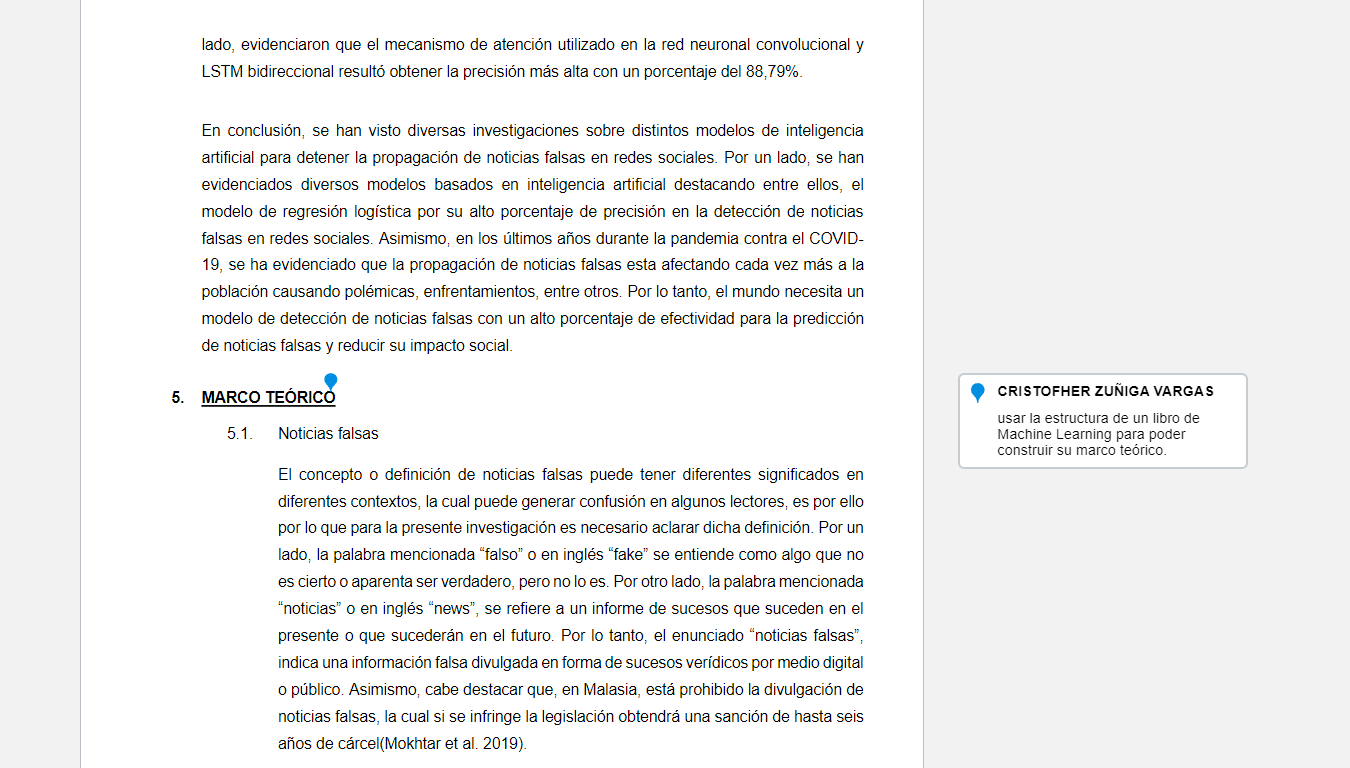 lado, evidenciaron que el mecanismo de atención utilizado en la red neuronal convolucional y
LSTM bidireccional resultó obtener la precisión más alta con un porcentaje del 88,79%.
En conclusión, se han visto diversas investigaciones sobre distintos modelos de inteligencia
artificial para detener la propagación de noticias falsas en redes sociales. Por un lado, se han
evidenciados diversos modelos basados en inteligencia artificial destacando entre ellos, el
modelo de regresión logística por su alto porcentaje de precisión en la detección de noticias
falsas en redes sociales. Asimismo, en los últimos años durante la pandemia contra el COVID-
19, se ha evidenciado que la propagación de noticias falsas esta afectando cada vez más a la
población causando polémicas, enfrentamientos, entre otros. Por lo tanto, el mundo necesita un
modelo de detección de noticias falsas con un alto porcentaje de efectividad para la predicción
de noticias falsas y reducir su impacto social.
5. MARCO TEÓRICO
5.1. Noticias falsas
El concepto o definición de noticias falsas puede tener diferentes significados en
diferentes contextos, la cual puede generar confusión en algunos lectores, es por ello
por lo que para la presente investigación es necesario aclarar dicha definición. Por un
lado, la palabra mencionada “falso” o en inglés “fake” se entiende como algo que no
es cierto o aparenta ser verdadero, pero no lo es. Por otro lado, la palabra mencionada
“noticias” o en inglés “news”, se refiere a un informe de sucesos que suceden en el
presente o que sucederán en el futuro. Por lo tanto, el enunciado “noticias falsas”,
indica una información falsa divulgada en forma de sucesos verídicos por medio digital
o público. Asimismo, cabe destacar que, en Malasia, está prohibido la divulgación de
noticias falsas, la cual si se infringe la legislación obtendrá una sanción de hasta seis
años de cárcel(Mokhtar et al. 2019).
CRISTOFHER ZUÑIGA VARGAS
usar la estructura de un libro de
Machine Learning para poder
construir su marco teórico.